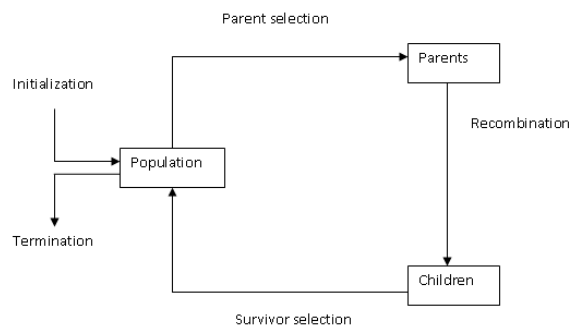 Parent selection
Parents
Initialization
Recombination
Population
Termination
Children
Survivor selection